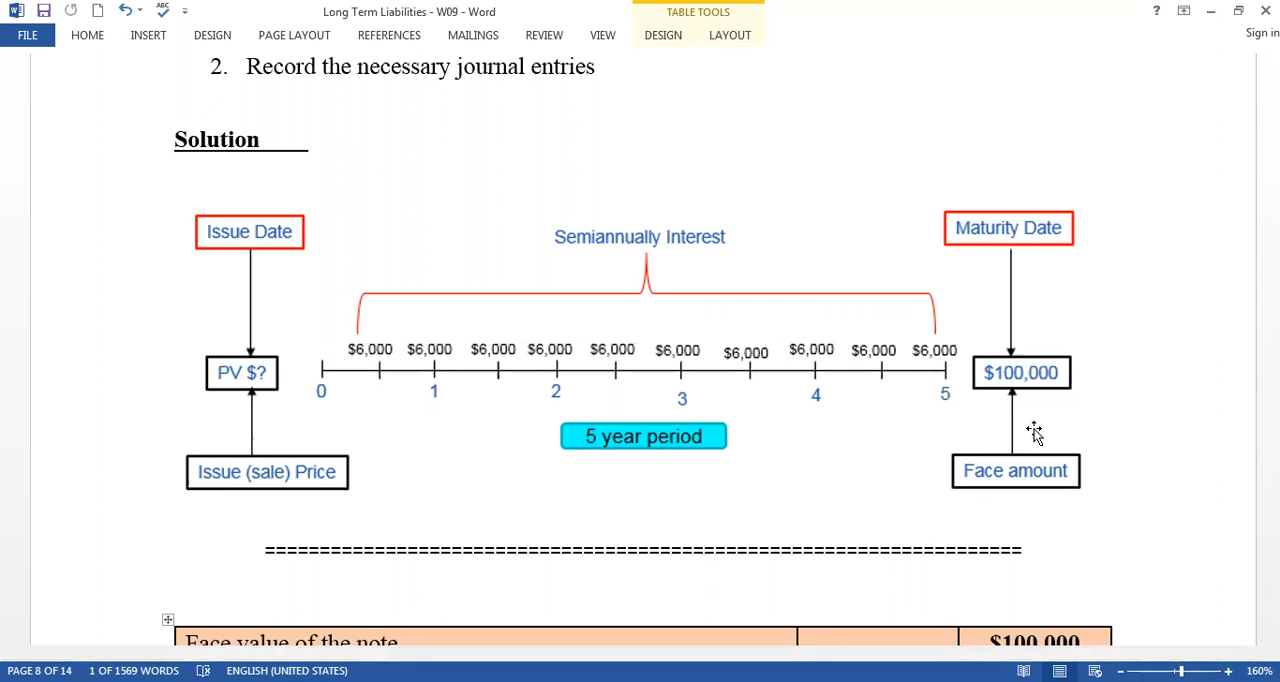 Long Term Liabilities - W09 - Word
TABLE TOOLS
?
FILE HOME INSERT DESIGN PAGE LAYOUT REFERENCES MAILINGS REVIEW VIEW DESIGN LAYOUT Sign in
2. Record the necessary journal entries
Solution
Issue Date
Semiannually Interest
Maturity Date
$6,000 $6,000 $6,000 $6,000 $6,000 $6,000 $6,000 $6,000 $6,000 $6,000
PV $?
$100,000
0 1 2 3 4 5
5 year period
Issue (sale) Price
Face amount
=====================================================================
Face value of the note $100,000
PAGE 8 OF 14 1 OF 1569 WORDS ENGLISH (UNITED STATES) 160%